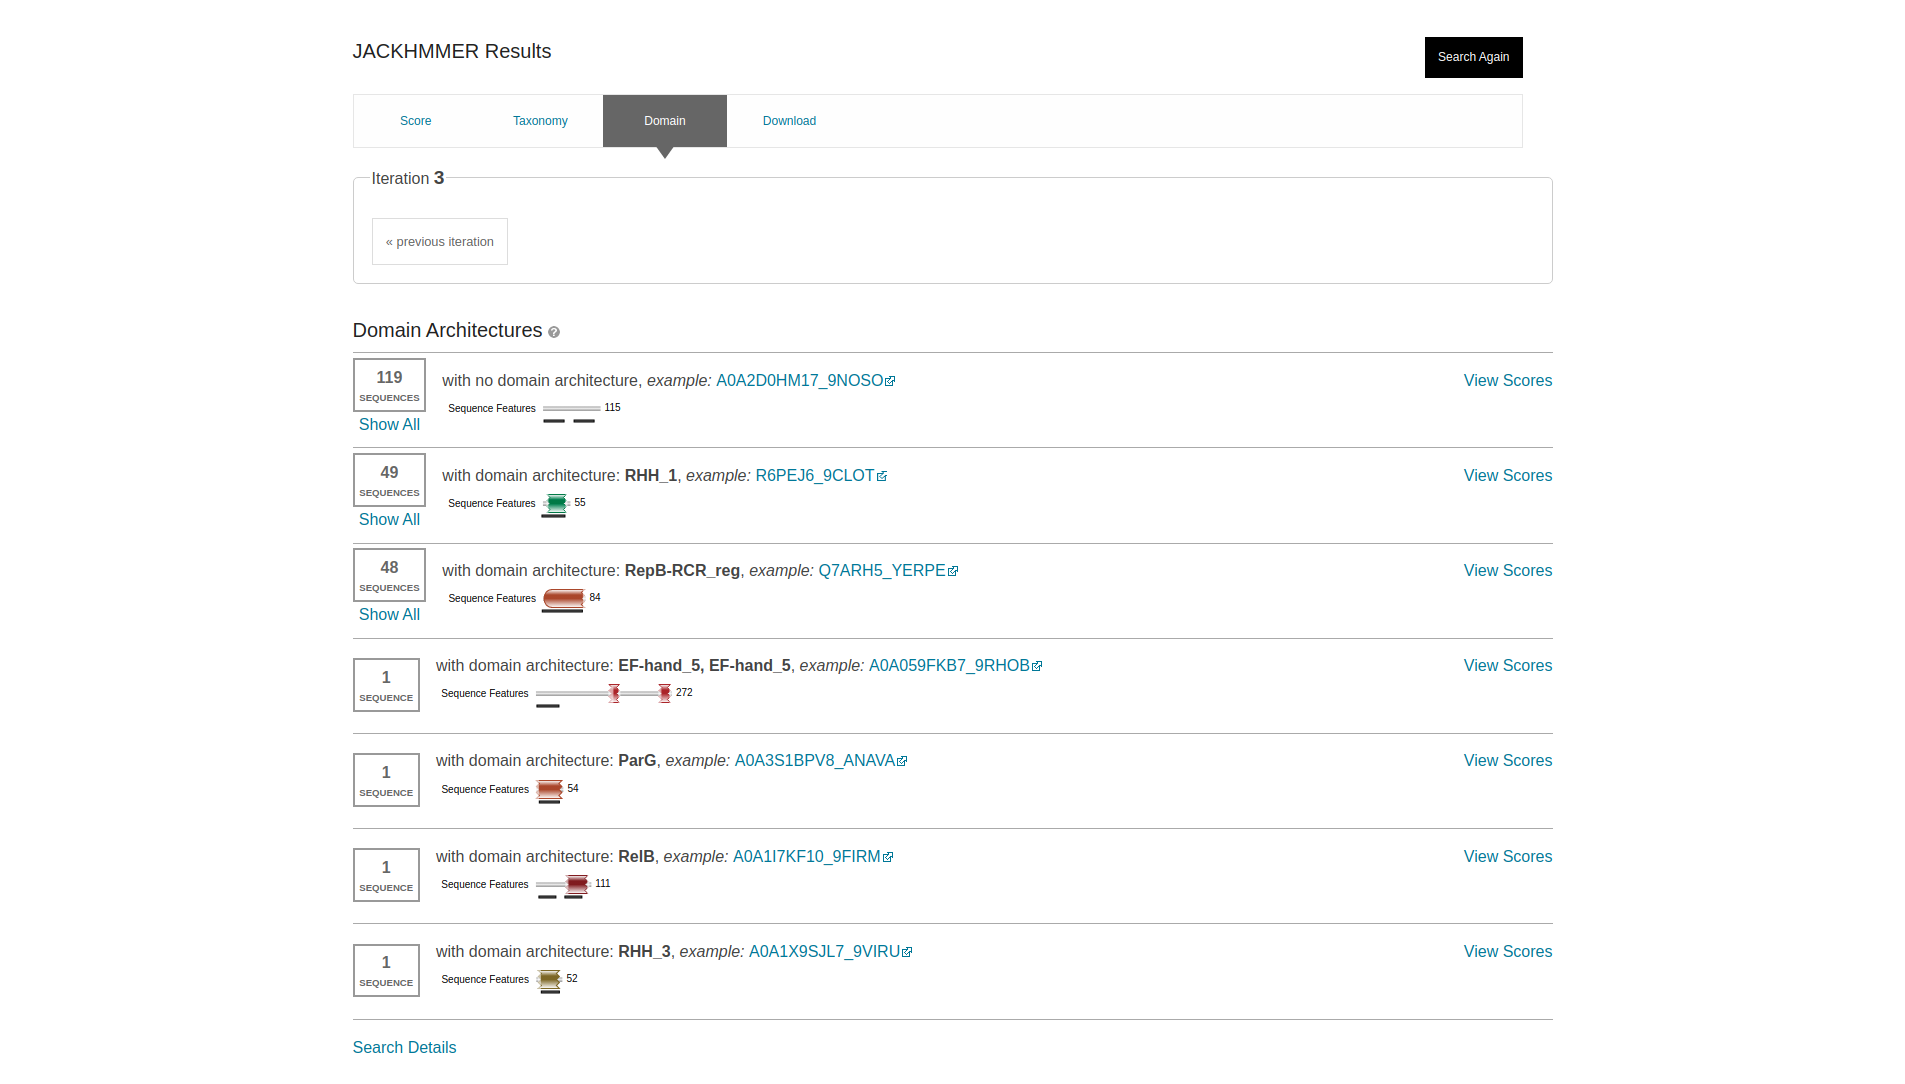 JACKHMMER Results
Search Again
Score Taxonomy Domain Download
Iteration 3
« previous iteration
Domain Architectures ?
119 SEQUENCES
Show All
with no domain architecture, example: A0A2D0HM17_9NOSO
View Scores
Sequence Features 115
49 SEQUENCES
Show All
with domain architecture: RHH_1, example: R6PEJ6_9CLOT
View Scores
Sequence Features 55
48 SEQUENCES
Show All
with domain architecture: RepB-RCR_reg, example: Q7ARH5_YERPE
View Scores
Sequence Features 84
1 SEQUENCE
with domain architecture: EF-hand_5, EF-hand_5, example: A0A059FKB7_9RHOB
View Scores
Sequence Features 272
1 SEQUENCE
with domain architecture: ParG, example: A0A3S1BPV8_ANAVA
View Scores
Sequence Features 54
1 SEQUENCE
with domain architecture: RelB, example: A0A1I7KF10_9FIRM
View Scores
Sequence Features 111
1 SEQUENCE
with domain architecture: RHH_3, example: A0A1X9SJL7_9VIRU
View Scores
Sequence Features 52
Search Details